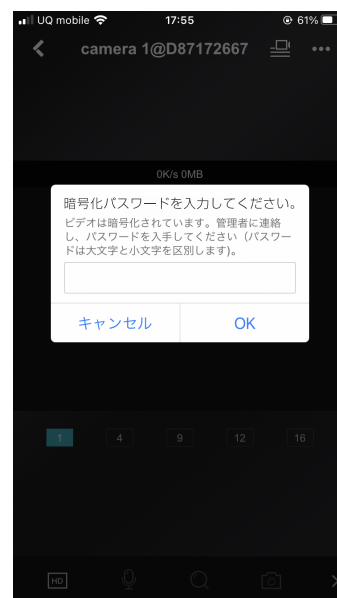 UQ mobile 17:55 61%
camera 1@D87172667
0K/s 0MB
暗号化パスワードを入力してください。
ビデオは暗号化されています。管理者に連絡
し、パスワードを入手してください（パスワー
ドは大文字と小文字を区別します)。
キャンセル OK
1 4 9 12 16
HD